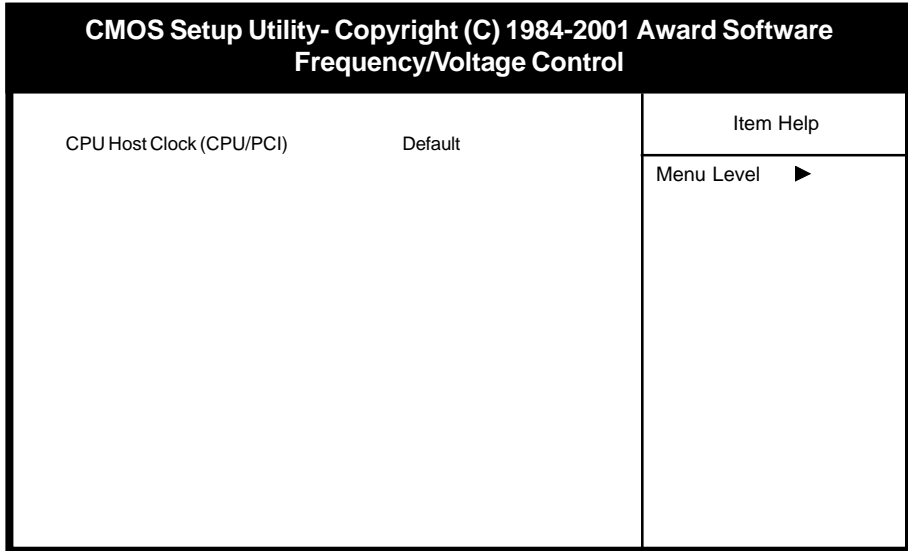 CMOS Setup Utility- Copyright (C) 1984-2001 Award Software
Frequency/Voltage Control
CPU Host Clock (CPU/PCI) Default
Item Help
Menu Level ▶